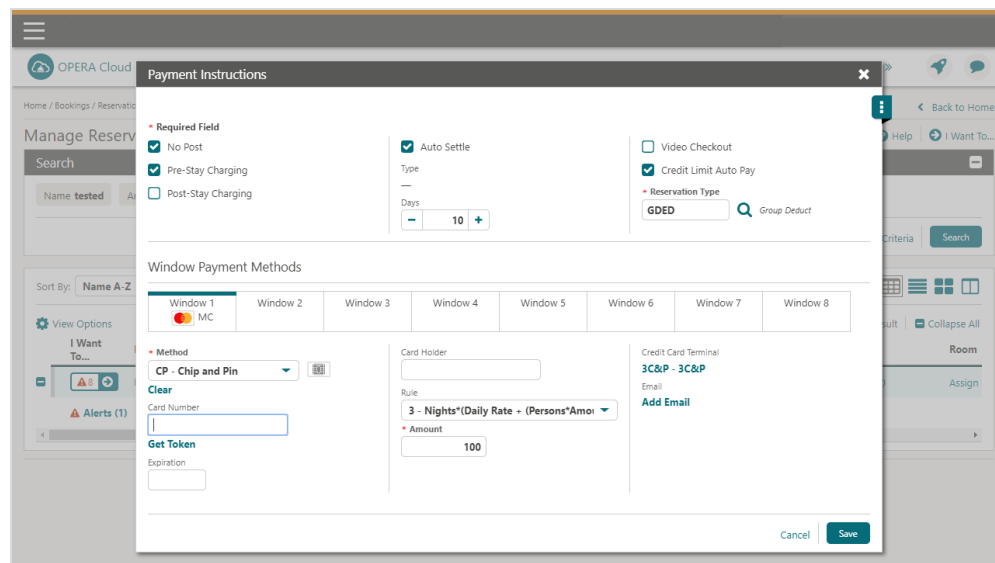 OPERA Cloud
Payment Instructions
Home / Bookings / Reservatic
Back to Home
Manage Reserv
Help
I Want To...
Search
Name tested
* Required Field
No Post
Auto Settle
Video Checkout
Pre-Stay Charging
Type
—
Credit Limit Auto Pay
Post-Stay Charging
Days
10
* Reservation Type
GDED
Group Deduct
Criteria
Search
Window Payment Methods
Sort By: Name A-Z
Window 1
MC
Window 2
Window 3
Window 4
Window 5
Window 6
Window 7
Window 8
View Options
sult
Collapse All
I Want
To...
Room
8
Assign
Alerts (1)
* Method
CP - Chip and Pin
Clear
Card Number
Get Token
Expiration
Card Holder
Rule
3 - Nights*(Daily Rate + (Persons*Amou
* Amount
100
Credit Card Terminal
3C&P - 3C&P
Email
Add Email
Cancel
Save